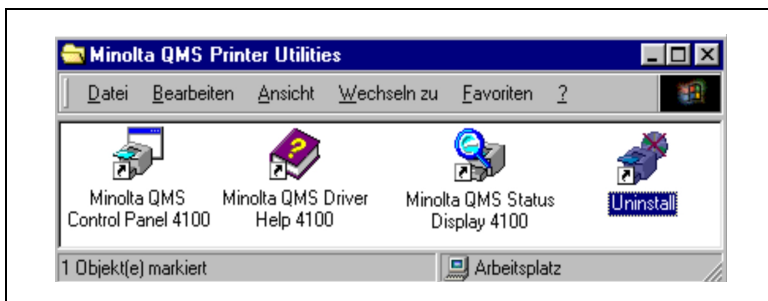 Minolta QMS Printer Utilities
Datei Bearbeiten Ansicht Wechseln zu Favoriten ?
Minolta QMS Control Panel 4100
Minolta QMS Driver Help 4100
Minolta QMS Status Display 4100
Uninstall
1 Objekt(e) markiert
Arbeitsplatz